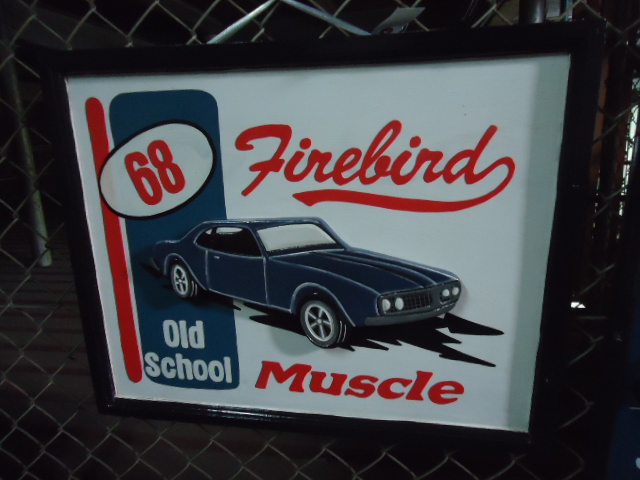 68
Firebird
Old
School
Muscle